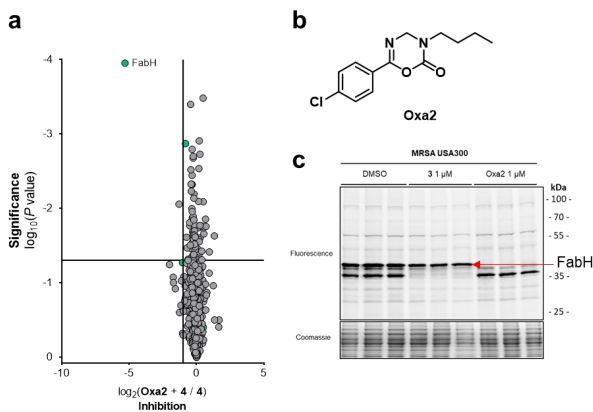 a
-4
FabH
-3
-2
-1
0
-10
-5
0
5
Significance
log10(P value)
log2(Oxa2 + 4 / 4)
Inhibition
b
N
N
O
O
Cl
Oxa2
c
MRSA USA300
DMSO
3 1 µM
Oxa2 1 µM
kDa
- 100 -
- 70 -
- 55 -
FabH
- 35 -
- 25 -
Fluorescence
Coomassie